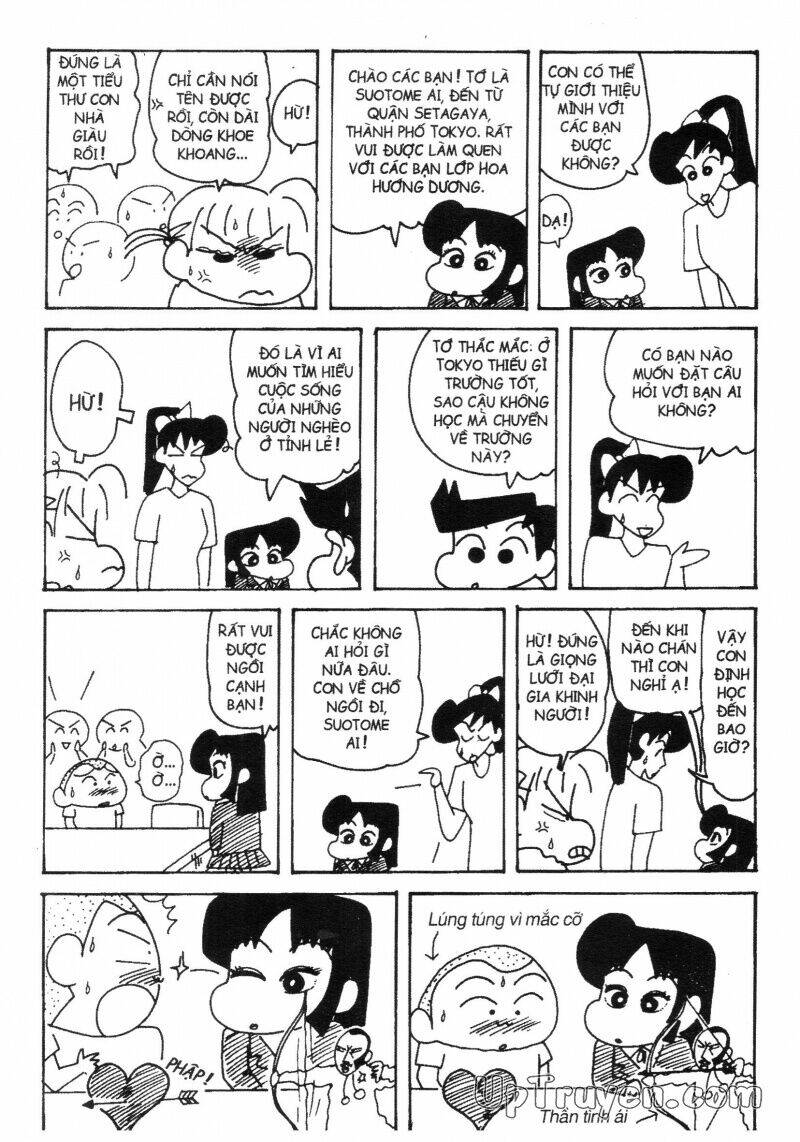 CON CÓ THỂ
TỰ GIỚI THIỆU
MÌNH VỚI
CÁC BẠN
ĐƯỢC
KHÔNG?
DẠ!
CHÀO CÁC BẠN! TỚ LÀ
SUOTOME AI, ĐẾN TỪ
QUẬN SETAGAYA,
THÀNH PHỐ TOKYO. RẤT
VUI ĐƯỢC LÀM QUEN
VỚI CÁC BẠN LỚP HOA
HƯỚNG DƯƠNG.
HỪ!
CHỈ CẦN NÓI
TÊN ĐƯỢC
RỒI, CÒN DÀI
DÒNG KHOE
KHOANG...
ĐÚNG LÀ
MỘT TIỂU
THƯ CON
NHÀ
GIÀU
RỒI!
CÓ BẠN NÀO
MUỐN ĐẶT CÂU
HỎI VỚI BẠN AI
KHÔNG?
TỚ THẮC MẮC: Ở
TOKYO THIẾU GÌ
TRƯỜNG TỐT,
SAO CẬU KHÔNG
HỌC MÀ CHUYỂN
VỀ TRƯỜNG
NÀY?
ĐÓ LÀ VÌ AI
MUỐN TÌM HIỂU
CUỘC SỐNG
CỦA NHỮNG
NGƯỜI NGHÈO
Ở TỈNH LẺ!
HỪ!
VẬY
CON
ĐỊNH
HỌC
ĐẾN
BAO
GIỜ?
ĐẾN KHI
NÀO CHÁN
THÌ CON
NGHỈ Ạ!
HỪ! ĐÚNG
LÀ GIỌNG
LƯỠI ĐẠI
GIA KHINH
NGƯỜI!
CHẮC KHÔNG
AI HỎI GÌ
NỮA ĐÂU.
CON VỀ CHỖ
NGỒI ĐI,
SUOTOME
AI!
RẤT VUI
ĐƯỢC
NGỒI
CẠNH
BẠN!
Ờ...
Ờ...
Lúng túng vì mắc cỡ
Thần tình ái
PHẬP!
UpTruyen.com